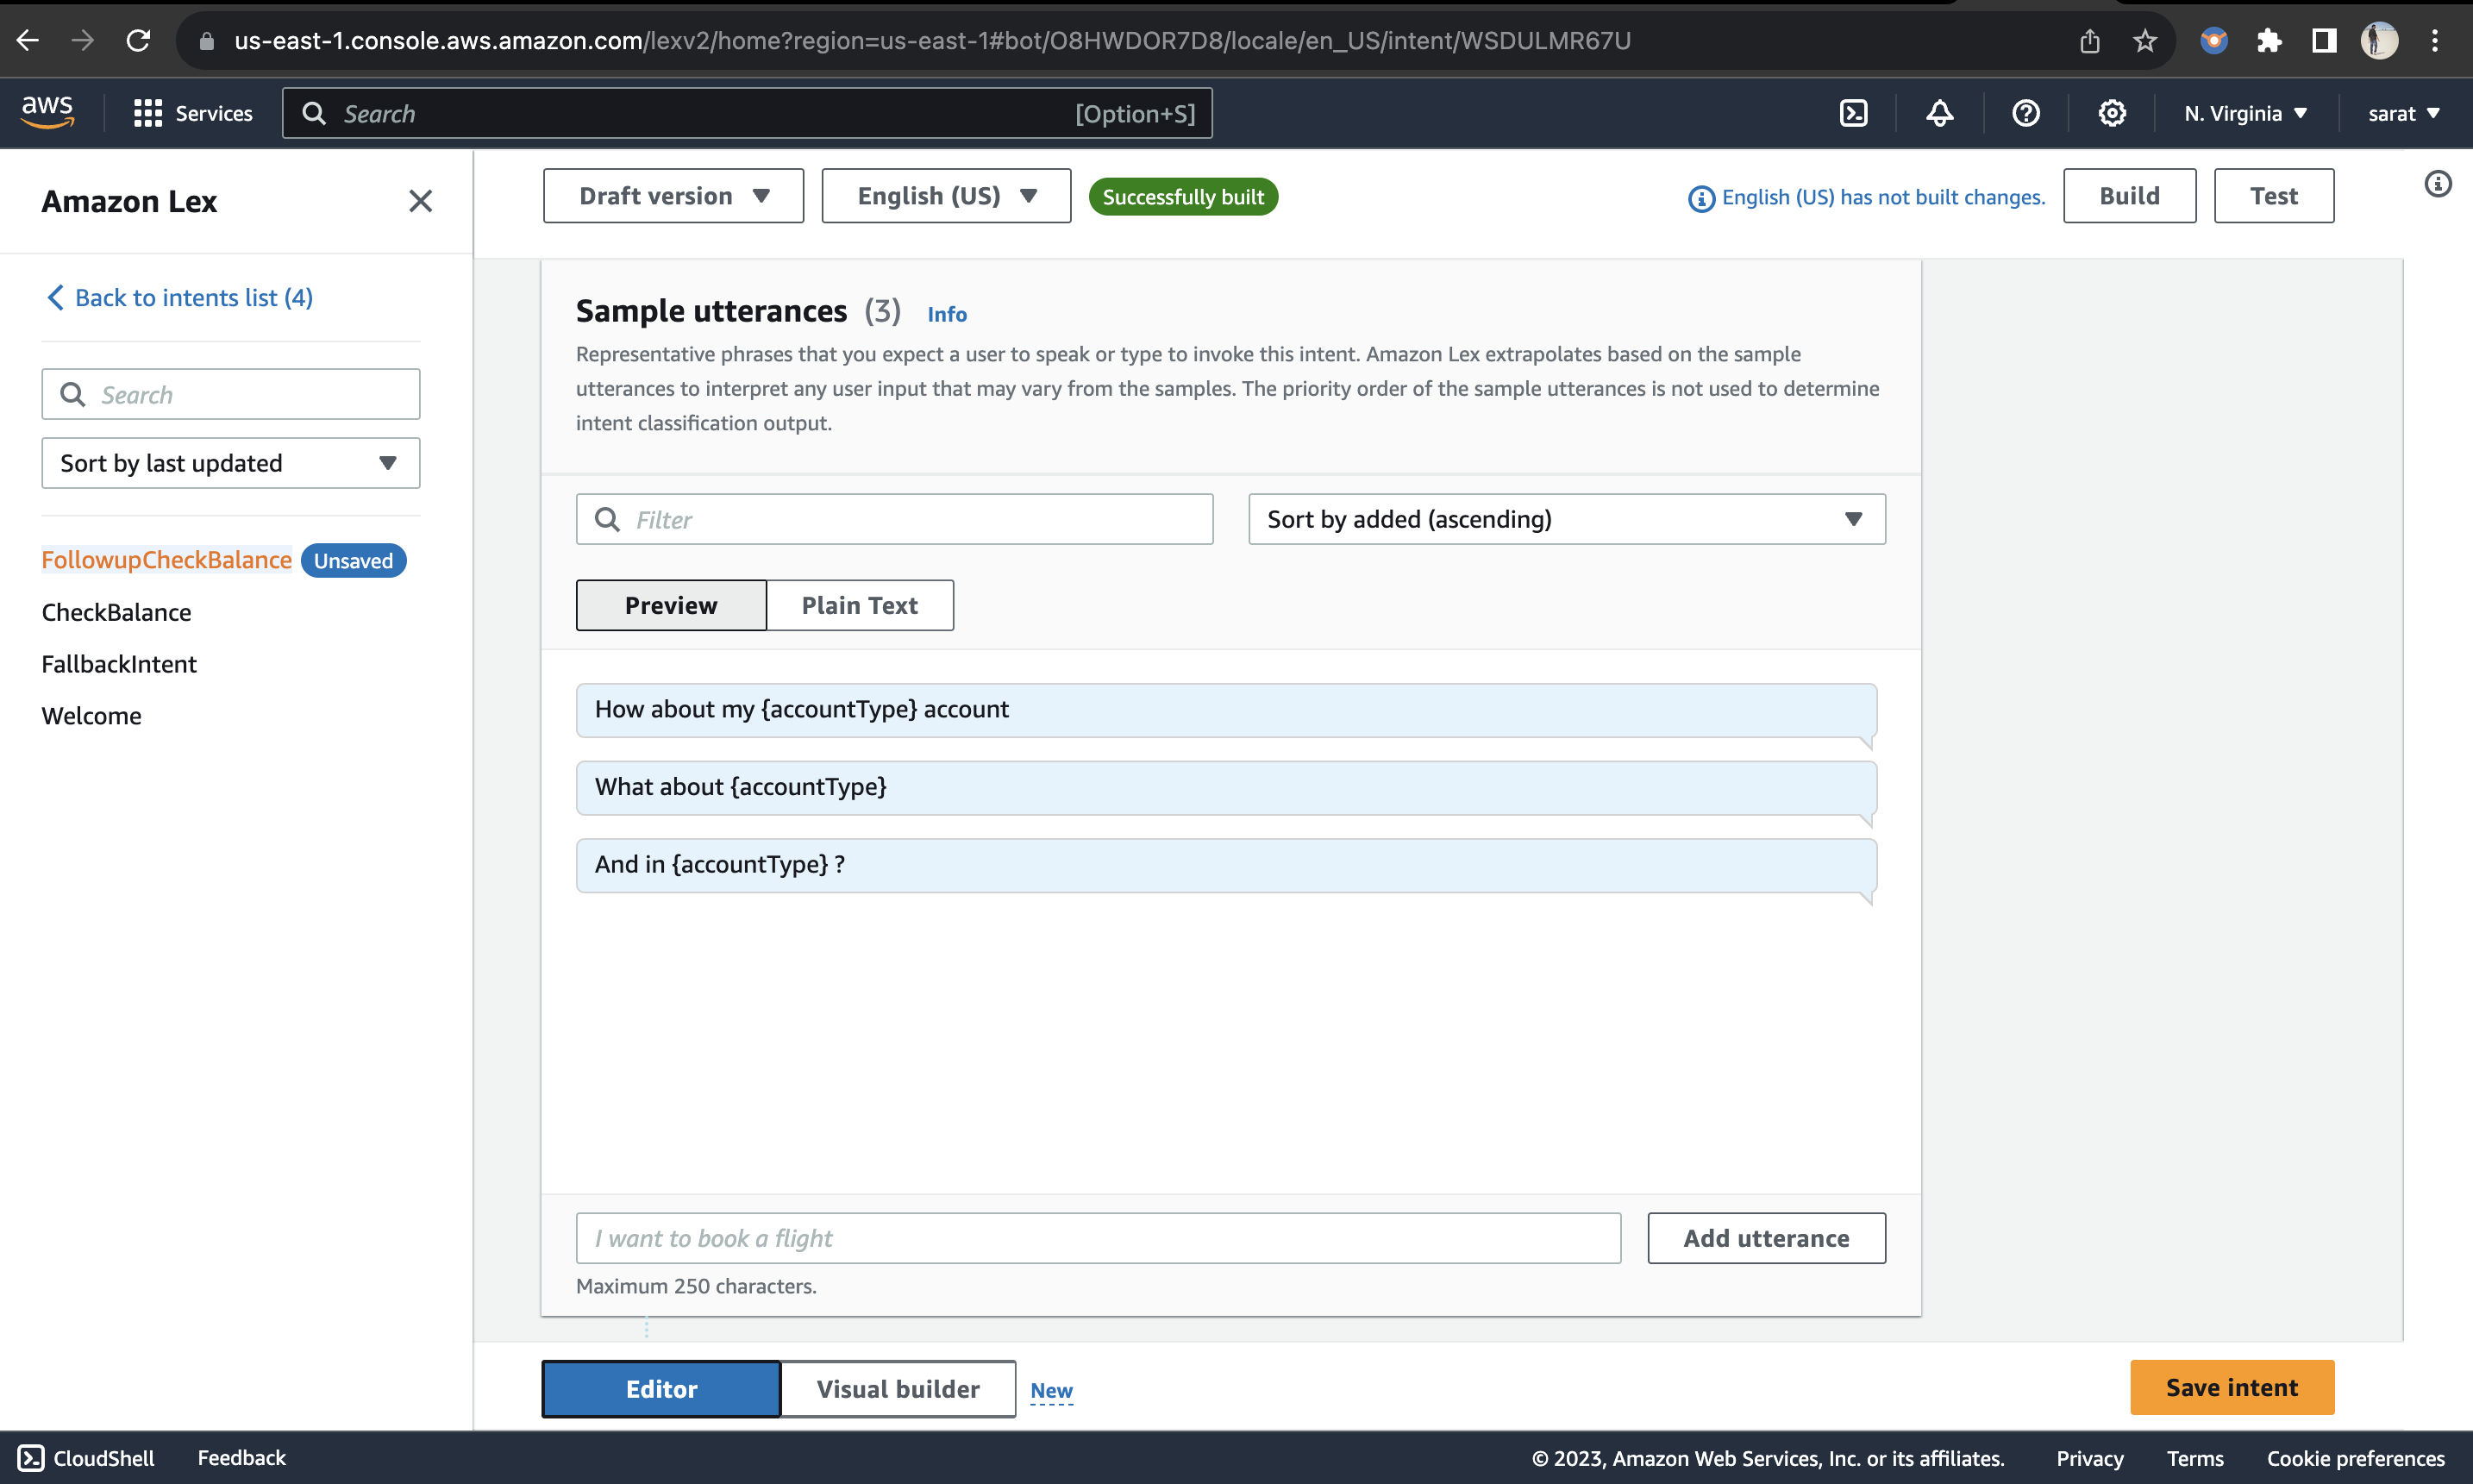 us-east-1.console.aws.amazon.com/lexv2/home?region=us-east-1#bot/O8HWDOR7D8/locale/en_US/intent/WSDULMR67U
aws Services Search [Option+S] N. Virginia sarat
Amazon Lex
Draft version English (US) Successfully built English (US) has not built changes. Build Test
Back to intents list (4)
Search
Sort by last updated
FollowupCheckBalance Unsaved
CheckBalance
FallbackIntent
Welcome
Sample utterances (3) Info
Representative phrases that you expect a user to speak or type to invoke this intent. Amazon Lex extrapolates based on the sample
utterances to interpret any user input that may vary from the samples. The priority order of the sample utterances is not used to determine
intent classification output.
Filter Sort by added (ascending)
Preview Plain Text
How about my {accountType} account
What about {accountType}
And in {accountType} ?
I want to book a flight Add utterance
Maximum 250 characters.
Editor Visual builder New Save intent
CloudShell Feedback © 2023, Amazon Web Services, Inc. or its affiliates. Privacy Terms Cookie preferences